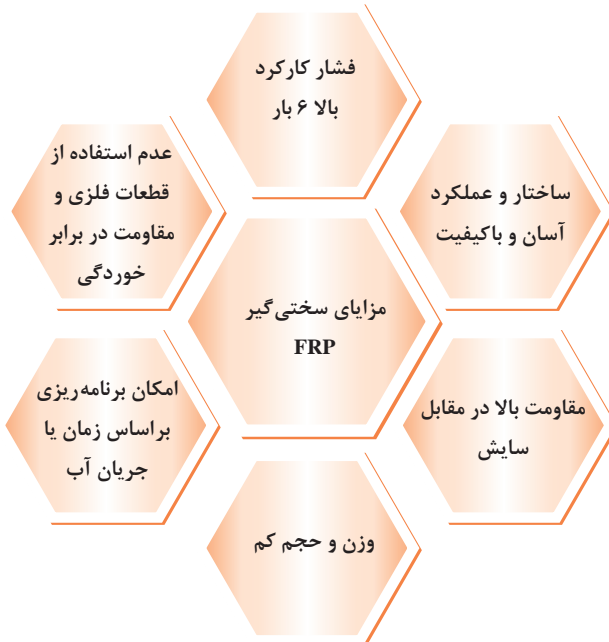 فشار کارکرد
بالا ۶ بار
ساختار و عملکرد
آسان و باکیفیت
عدم استفاده از
قطعات فلزی و
مقاومت در برابر
خوردگی
مزایای سختی‌گیر
FRP
مقاومت بالا در مقابل
سایش
امکان برنامه‌ریزی
براساس زمان یا
جریان آب
وزن و حجم کم